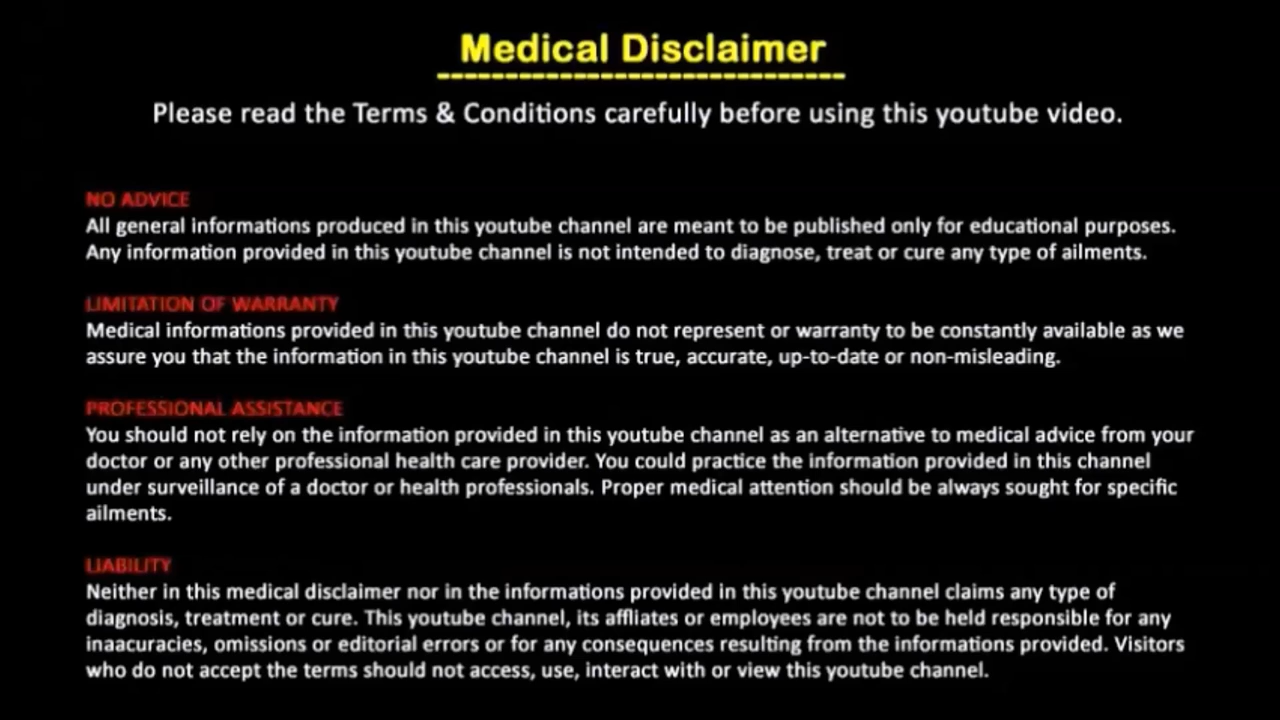 Medical Disclaimer
Please read the Terms & Conditions carefully before using this youtube video.
NO ADVICE
All general informations produced in this youtube channel are meant to be published only for educational purposes.
Any information provided in this youtube channel is not intended to diagnose, treat or cure any type of ailments.
LIMITATION OF WARRANTY
Medical informations provided in this youtube channel do not represent or warranty to be constantly available as we
assure you that the information in this youtube channel is true, accurate, up-to-date or non-misleading.
PROFESSIONAL ASSISTANCE
You should not rely on the information provided in this youtube channel as an alternative to medical advice from your
doctor or any other professional health care provider. You could practice the information provided in this channel
under surveillance of a doctor or health professionals. Proper medical attention should be always sought for specific
ailments.
LIABILITY
Neither in this medical disclaimer nor in the informations provided in this youtube channel claims any type of
diagnosis, treatment or cure. This youtube channel, its affliates or employees are not to be held responsible for any
inaacuracies, omissions or editorial errors or for any consequences resulting from the informations provided. Visitors
who do not accept the terms should not access, use, interact with or view this youtube channel.